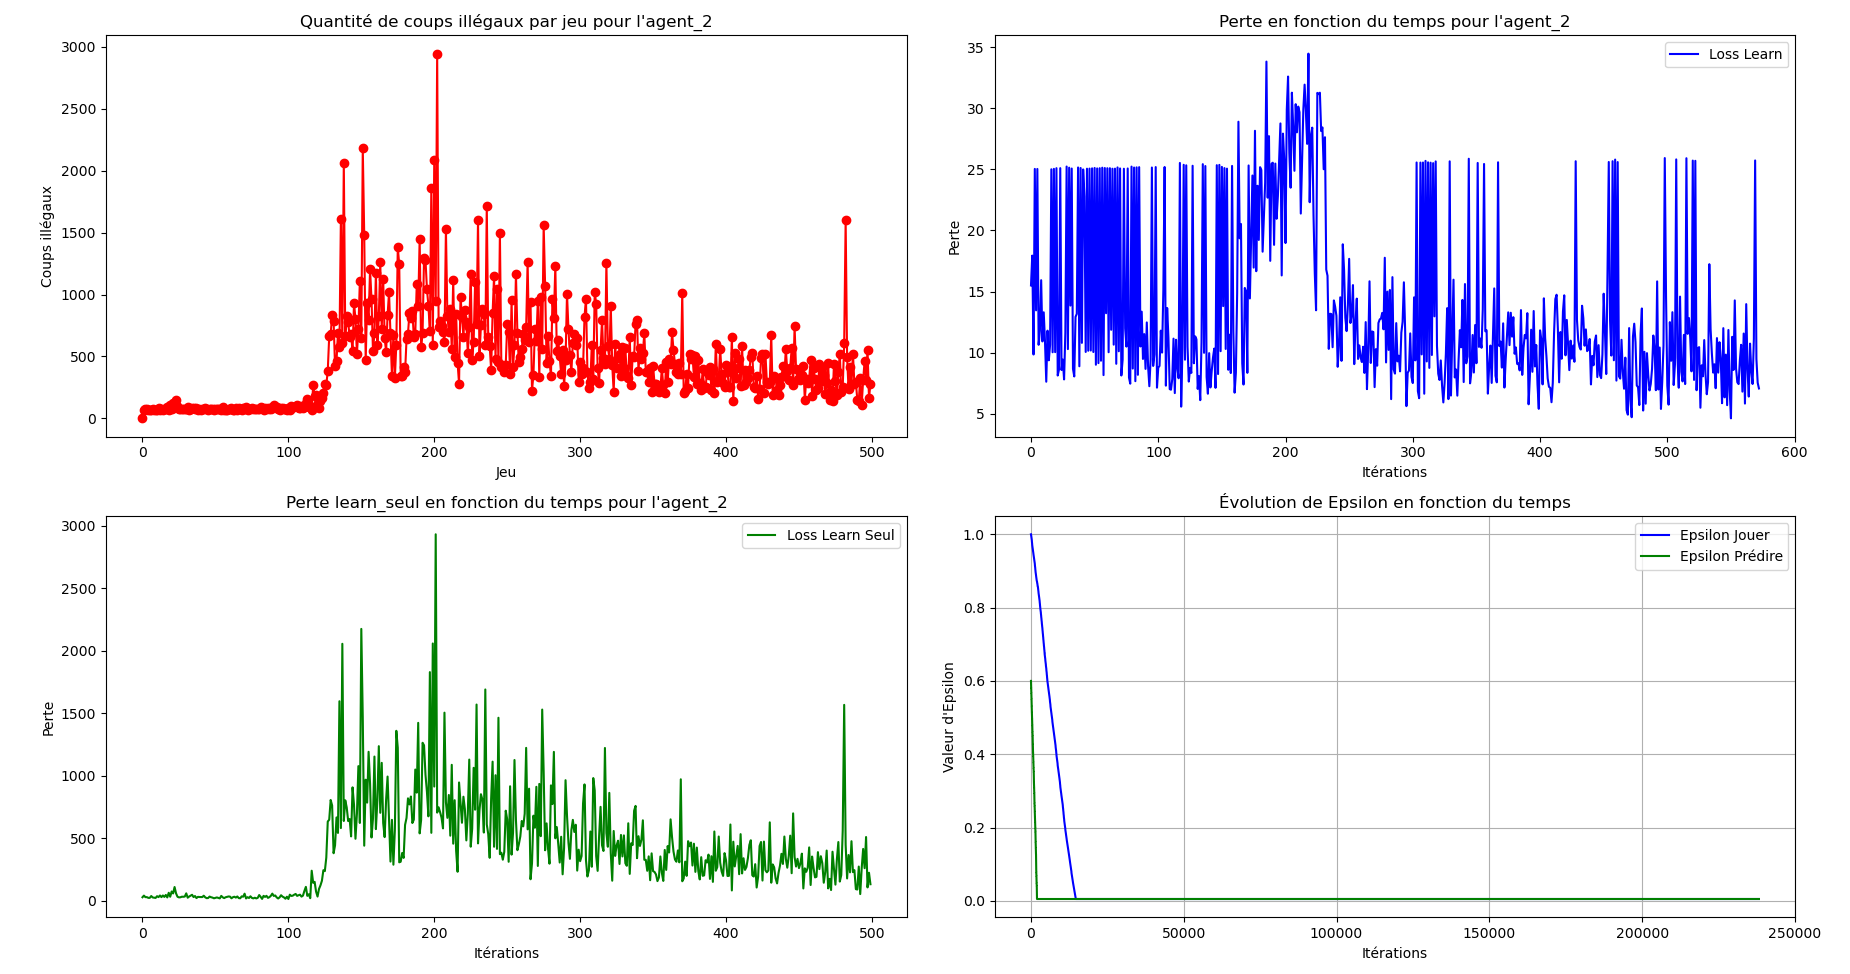 Quantité de coups illégaux par jeu pour l'agent_2
3000
2500
2000
1500
1000
500
0
Coups illégaux
0 100 200 300 400 500
Jeu
Perte en fonction du temps pour l'agent_2
Loss Learn
35
30
25
20
15
10
5
Perte
0 100 200 300 400 500 600
Itérations
Perte learn_seul en fonction du temps pour l'agent_2
Loss Learn Seul
3000
2500
2000
1500
1000
500
0
Perte
0 100 200 300 400 500
Itérations
Évolution de Epsilon en fonction du temps
Epsilon Jouer
Epsilon Prédire
1.0
0.8
0.6
0.4
0.2
0.0
Valeur d'Epsilon
0 50000 100000 150000 200000 250000
Itérations